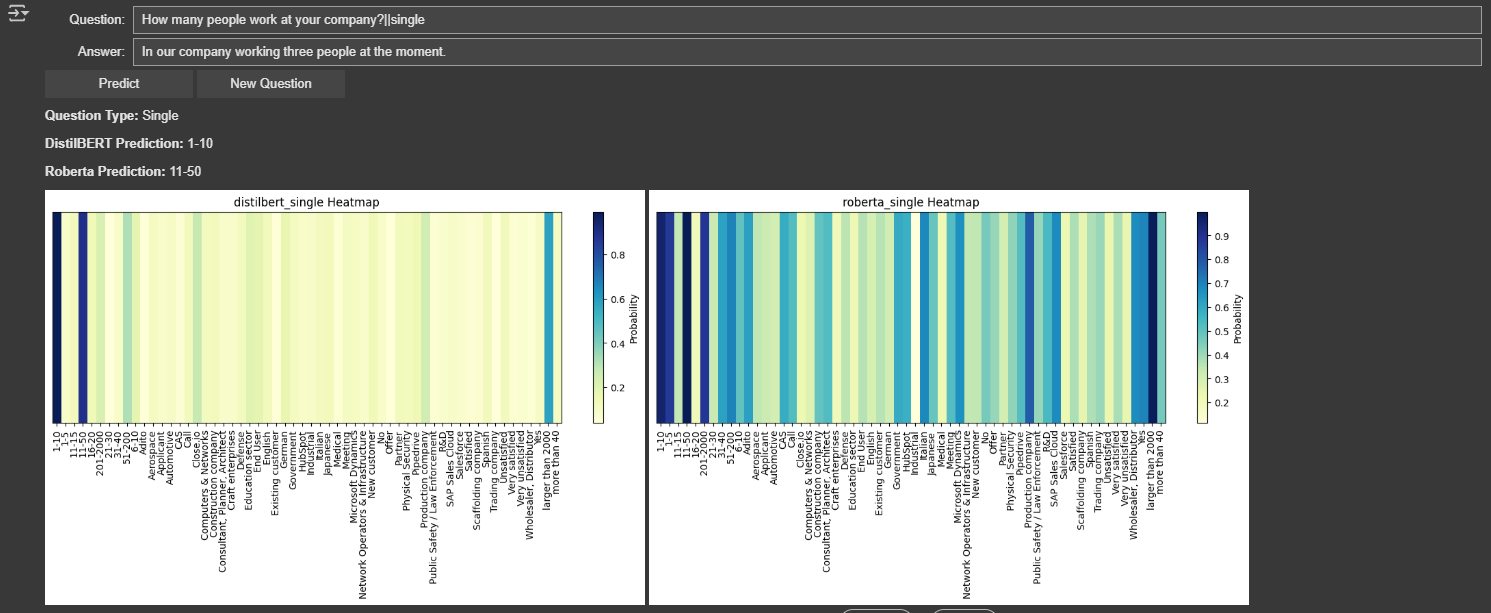 Question: How many people work at your company?||single
Answer: In our company working three people at the moment.
Predict New Question
Question Type: Single
DistilBERT Prediction: 1-10
Roberta Prediction: 11-50
distilbert_single Heatmap
0.8
0.6
0.4
0.2
Probability
1-10
1-5
11-15
11-50
16-20
201-2000
21-30
31-40
51-200
6-10
Adito
Aerospace
Applicant
Automotive
CAS
Call
Close.io
Computers & Networks
Construction company
Consultant, Planner, Architect
Craft enterprises
Defense
Education sector
End User
English
Existing customer
German
Government
HubSpot
Industrial
Italian
Japanese
Medical
Meeting
Microsoft Dynamics
Network Operators & Infrastructure
New customer
No
Offer
Partner
Physical Security
Pipedrive
Production company
Public Safety / Law Enforcement
R&D
SAP Sales Cloud
Salesforce
Satisfied
Scaffolding company
Spanish
Trading company
Unsatisfied
Very satisfied
Very unsatisfied
Wholesaler, Distributor
Yes
larger than 2000
more than 40
roberta_single Heatmap
0.9
0.8
0.7
0.6
0.5
0.4
0.3
0.2
Probability
1-10
1-5
11-15
11-50
16-20
201-2000
21-30
31-40
51-200
6-10
Adito
Aerospace
Applicant
Automotive
CAS
Call
Close.io
Computers & Networks
Construction company
Consultant, Planner, Architect
Craft enterprises
Defense
Education sector
End User
English
Existing customer
German
Government
HubSpot
Industrial
Italian
Japanese
Medical
Meeting
Microsoft Dynamics
Network Operators & Infrastructure
New customer
No
Offer
Partner
Physical Security
Pipedrive
Production company
Public Safety / Law Enforcement
R&D
SAP Sales Cloud
Salesforce
Satisfied
Scaffolding company
Spanish
Trading company
Unsatisfied
Very satisfied
Very unsatisfied
Wholesaler, Distributor
Yes
larger than 2000
more than 40